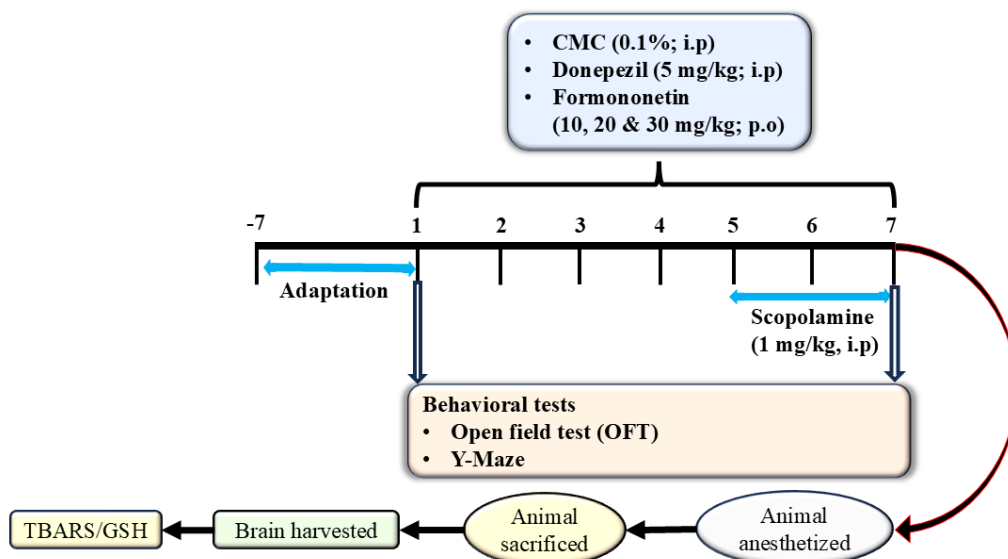 • CMC (0.1%; i.p)
• Donepezil (5 mg/kg; i.p)
• Formononetin
(10, 20 & 30 mg/kg; p.o)
-7 1 2 3 4 5 6 7
Adaptation
Scopolamine
(1 mg/kg, i.p)
Behavioral tests
• Open field test (OFT)
• Y-Maze
TBARS/GSH
Brain harvested
Animal
sacrificed
Animal
anesthetized